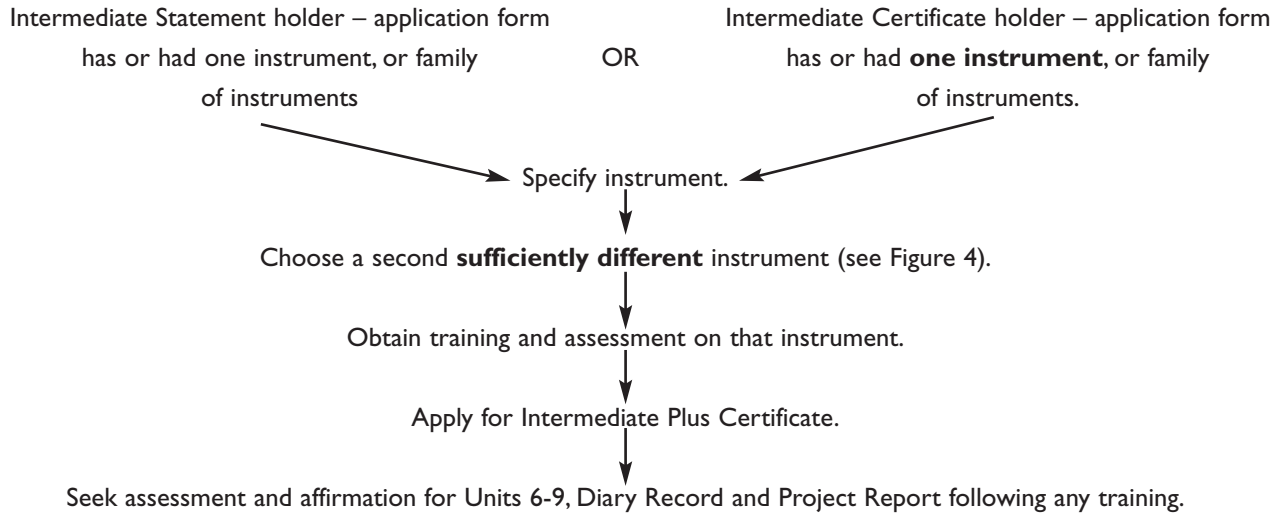 Intermediate Statement holder – application form
has or had one instrument, or family
of instruments
OR
Intermediate Certificate holder – application form
has or had one instrument, or family
of instruments.
Specify instrument.
Choose a second sufficiently different instrument (see Figure 4).
Obtain training and assessment on that instrument.
Apply for Intermediate Plus Certificate.
Seek assessment and affirmation for Units 6-9, Diary Record and Project Report following any training.